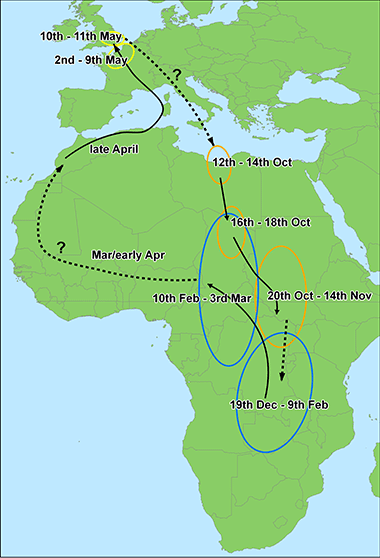 10th - 11th May
2nd - 9th May
?
12th - 14th Oct
late April
16th - 18th Oct
?
Mar/early Apr
10th Feb - 3rd Mar
20th Oct - 14th Nov
19th Dec - 9th Feb